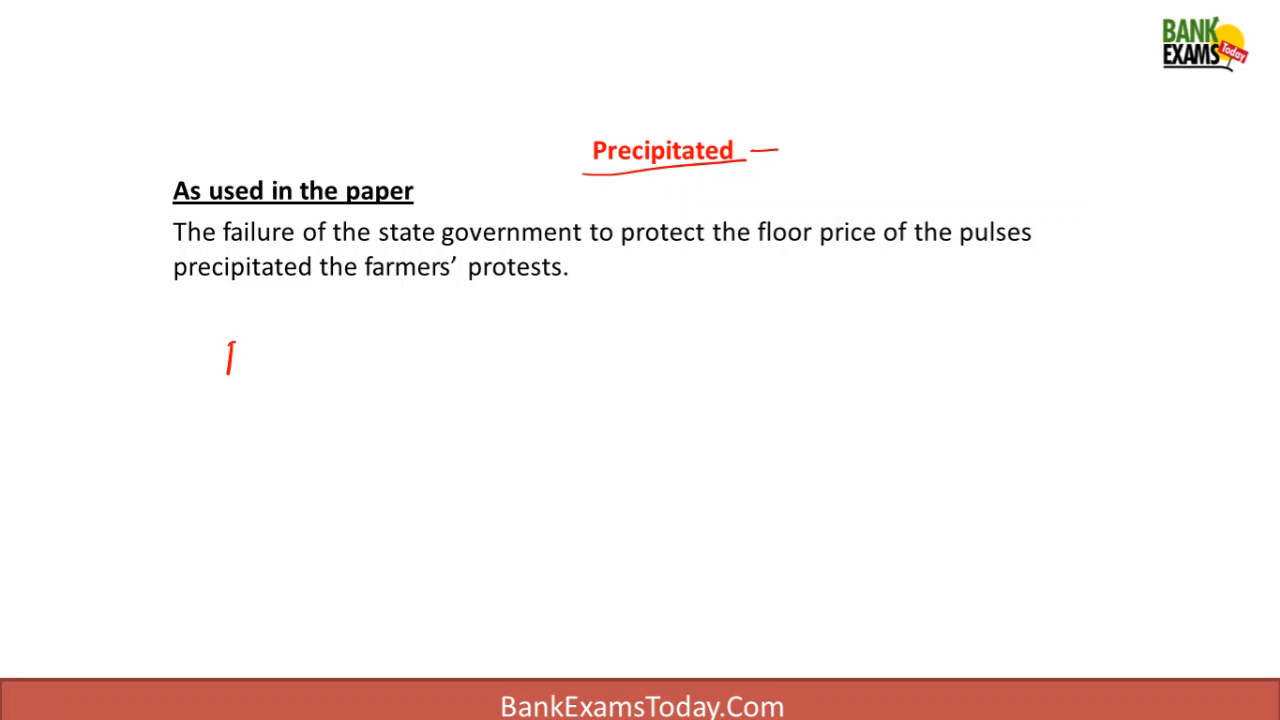 BANK
EXAMS Today
Precipitated –
As used in the paper
The failure of the state government to protect the floor price of the pulses
precipitated the farmers’ protests.
BankExamsToday.Com